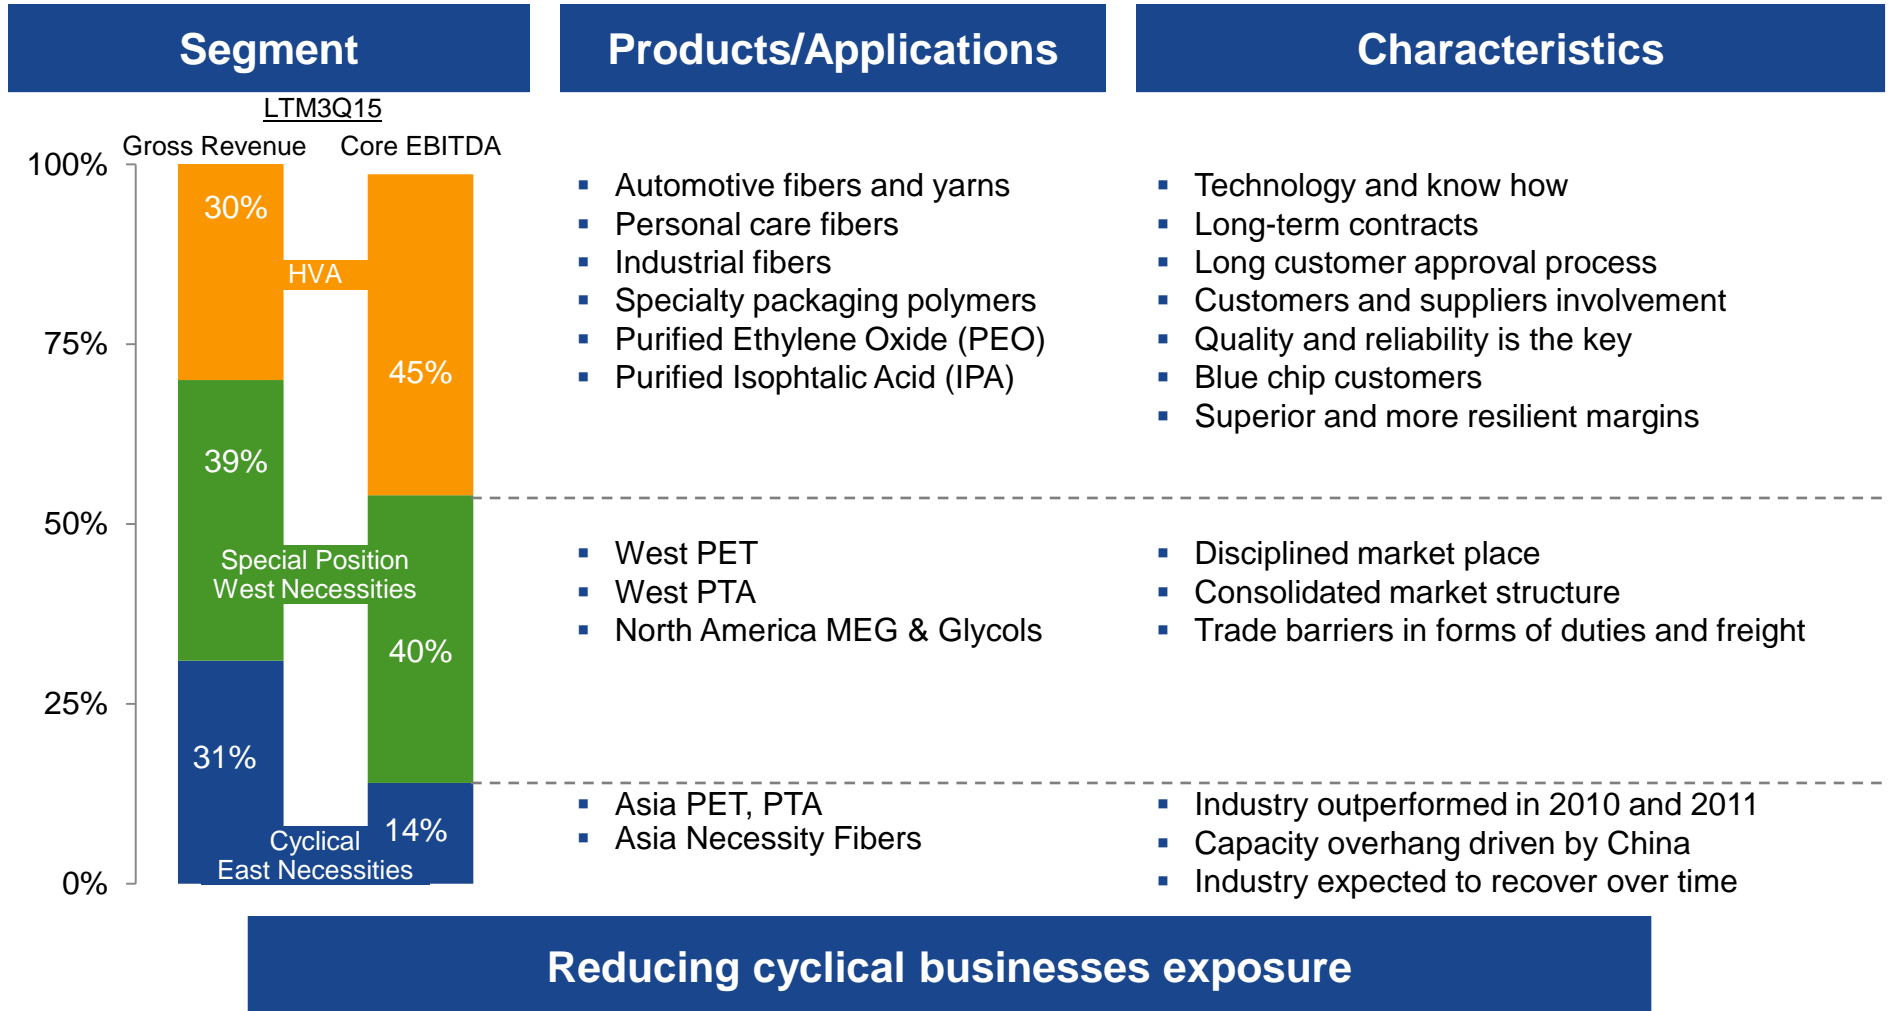 Segment
Products/Applications
Characteristics
LTM3Q15
Gross Revenue
Core EBITDA
100%
75%
50%
25%
0%
30%
39%
31%
45%
40%
14%
HVA
Special Position
West Necessities
Cyclical
East Necessities
▪ Automotive fibers and yarns
▪ Personal care fibers
▪ Industrial fibers
▪ Specialty packaging polymers
▪ Purified Ethylene Oxide (PEO)
▪ Purified Isophtalic Acid (IPA)
▪ Technology and know how
▪ Long-term contracts
▪ Long customer approval process
▪ Customers and suppliers involvement
▪ Quality and reliability is the key
▪ Blue chip customers
▪ Superior and more resilient margins
▪ West PET
▪ West PTA
▪ North America MEG & Glycols
▪ Disciplined market place
▪ Consolidated market structure
▪ Trade barriers in forms of duties and freight
▪ Asia PET, PTA
▪ Asia Necessity Fibers
▪ Industry outperformed in 2010 and 2011
▪ Capacity overhang driven by China
▪ Industry expected to recover over time
Reducing cyclical businesses exposure